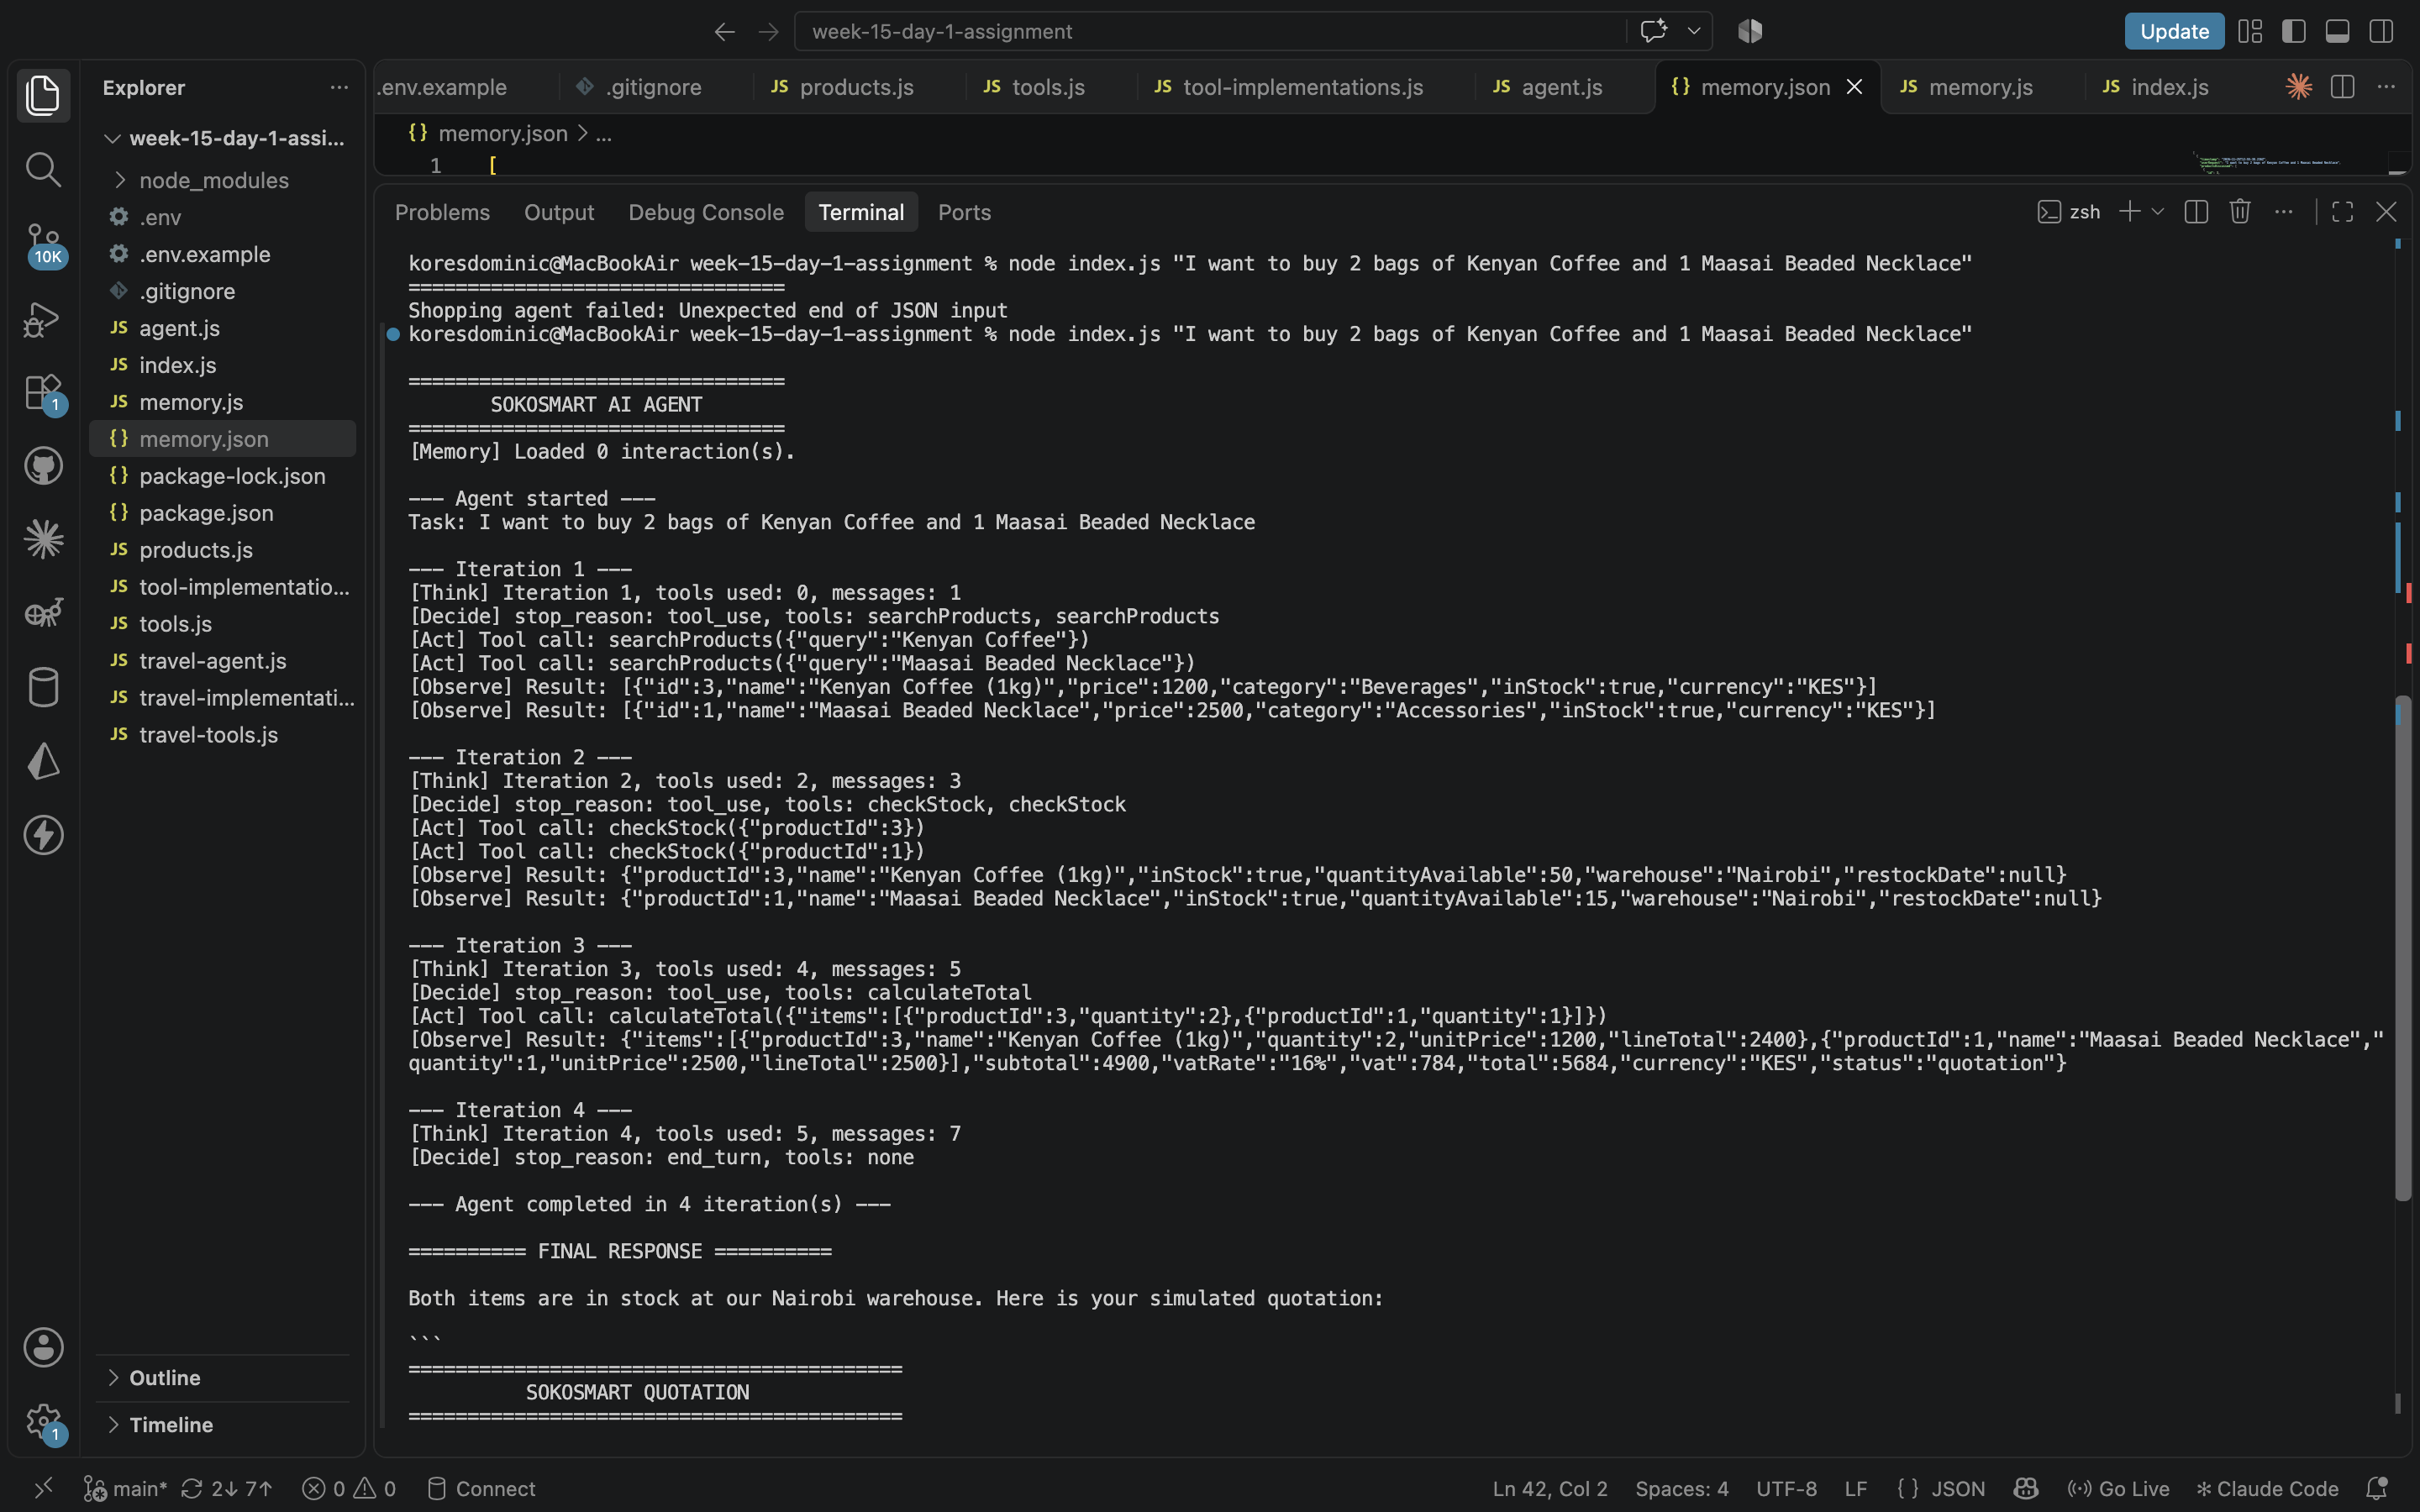 week-15-day-1-assignment
Update
Explorer
week-15-day-1-assi...
node_modules
.env
.env.example
.gitignore
JS agent.js
JS index.js
JS memory.js
{} memory.json
{} package-lock.json
{} package.json
JS products.js
JS tool-implementatio...
JS tools.js
JS travel-agent.js
JS travel-implementati...
JS travel-tools.js
10K
1
Outline
Timeline
1
.env.example
.gitignore
JS products.js
JS tools.js
JS tool-implementations.js
JS agent.js
{} memory.json
JS memory.js
JS index.js
{} memory.json > ...
1 [
Problems Output Debug Console Terminal Ports
zsh
koresdominic@MacBookAir week-15-day-1-assignment % node index.js "I want to buy 2 bags of Kenyan Coffee and 1 Maasai Beaded Necklace"
================================
Shopping agent failed: Unexpected end of JSON input
koresdominic@MacBookAir week-15-day-1-assignment % node index.js "I want to buy 2 bags of Kenyan Coffee and 1 Maasai Beaded Necklace"
================================
SOKOSMART AI AGENT
================================
[Memory] Loaded 0 interaction(s).
--- Agent started ---
Task: I want to buy 2 bags of Kenyan Coffee and 1 Maasai Beaded Necklace
--- Iteration 1 ---
[Think] Iteration 1, tools used: 0, messages: 1
[Decide] stop_reason: tool_use, tools: searchProducts, searchProducts
[Act] Tool call: searchProducts({"query":"Kenyan Coffee"})
[Act] Tool call: searchProducts({"query":"Maasai Beaded Necklace"})
[Observe] Result: [{"id":3,"name":"Kenyan Coffee (1kg)","price":1200,"category":"Beverages","inStock":true,"currency":"KES"}]
[Observe] Result: [{"id":1,"name":"Maasai Beaded Necklace","price":2500,"category":"Accessories","inStock":true,"currency":"KES"}]
--- Iteration 2 ---
[Think] Iteration 2, tools used: 2, messages: 3
[Decide] stop_reason: tool_use, tools: checkStock, checkStock
[Act] Tool call: checkStock({"productId":3})
[Act] Tool call: checkStock({"productId":1})
[Observe] Result: {"productId":3,"name":"Kenyan Coffee (1kg)","inStock":true,"quantityAvailable":50,"warehouse":"Nairobi","restockDate":null}
[Observe] Result: {"productId":1,"name":"Maasai Beaded Necklace","inStock":true,"quantityAvailable":15,"warehouse":"Nairobi","restockDate":null}
--- Iteration 3 ---
[Think] Iteration 3, tools used: 4, messages: 5
[Decide] stop_reason: tool_use, tools: calculateTotal
[Act] Tool call: calculateTotal({"items":[{"productId":3,"quantity":2},{"productId":1,"quantity":1}]})
[Observe] Result: {"items":[{"productId":3,"name":"Kenyan Coffee (1kg)","quantity":2,"unitPrice":1200,"lineTotal":2400},{"productId":1,"name":"Maasai Beaded Necklace","
quantity":1,"unitPrice":2500,"lineTotal":2500}],"subtotal":4900,"vatRate":"16%","vat":784,"total":5684,"currency":"KES","status":"quotation"}
--- Iteration 4 ---
[Think] Iteration 4, tools used: 5, messages: 7
[Decide] stop_reason: end_turn, tools: none
--- Agent completed in 4 iteration(s) ---
========== FINAL RESPONSE ==========
Both items are in stock at our Nairobi warehouse. Here is your simulated quotation:
```
==========================================
SOKOSMART QUOTATION
==========================================
main* 2↓ 7↑ 0 0 Connect
Ln 42, Col 2 Spaces: 4 UTF-8 LF {} JSON Go Live Claude Code